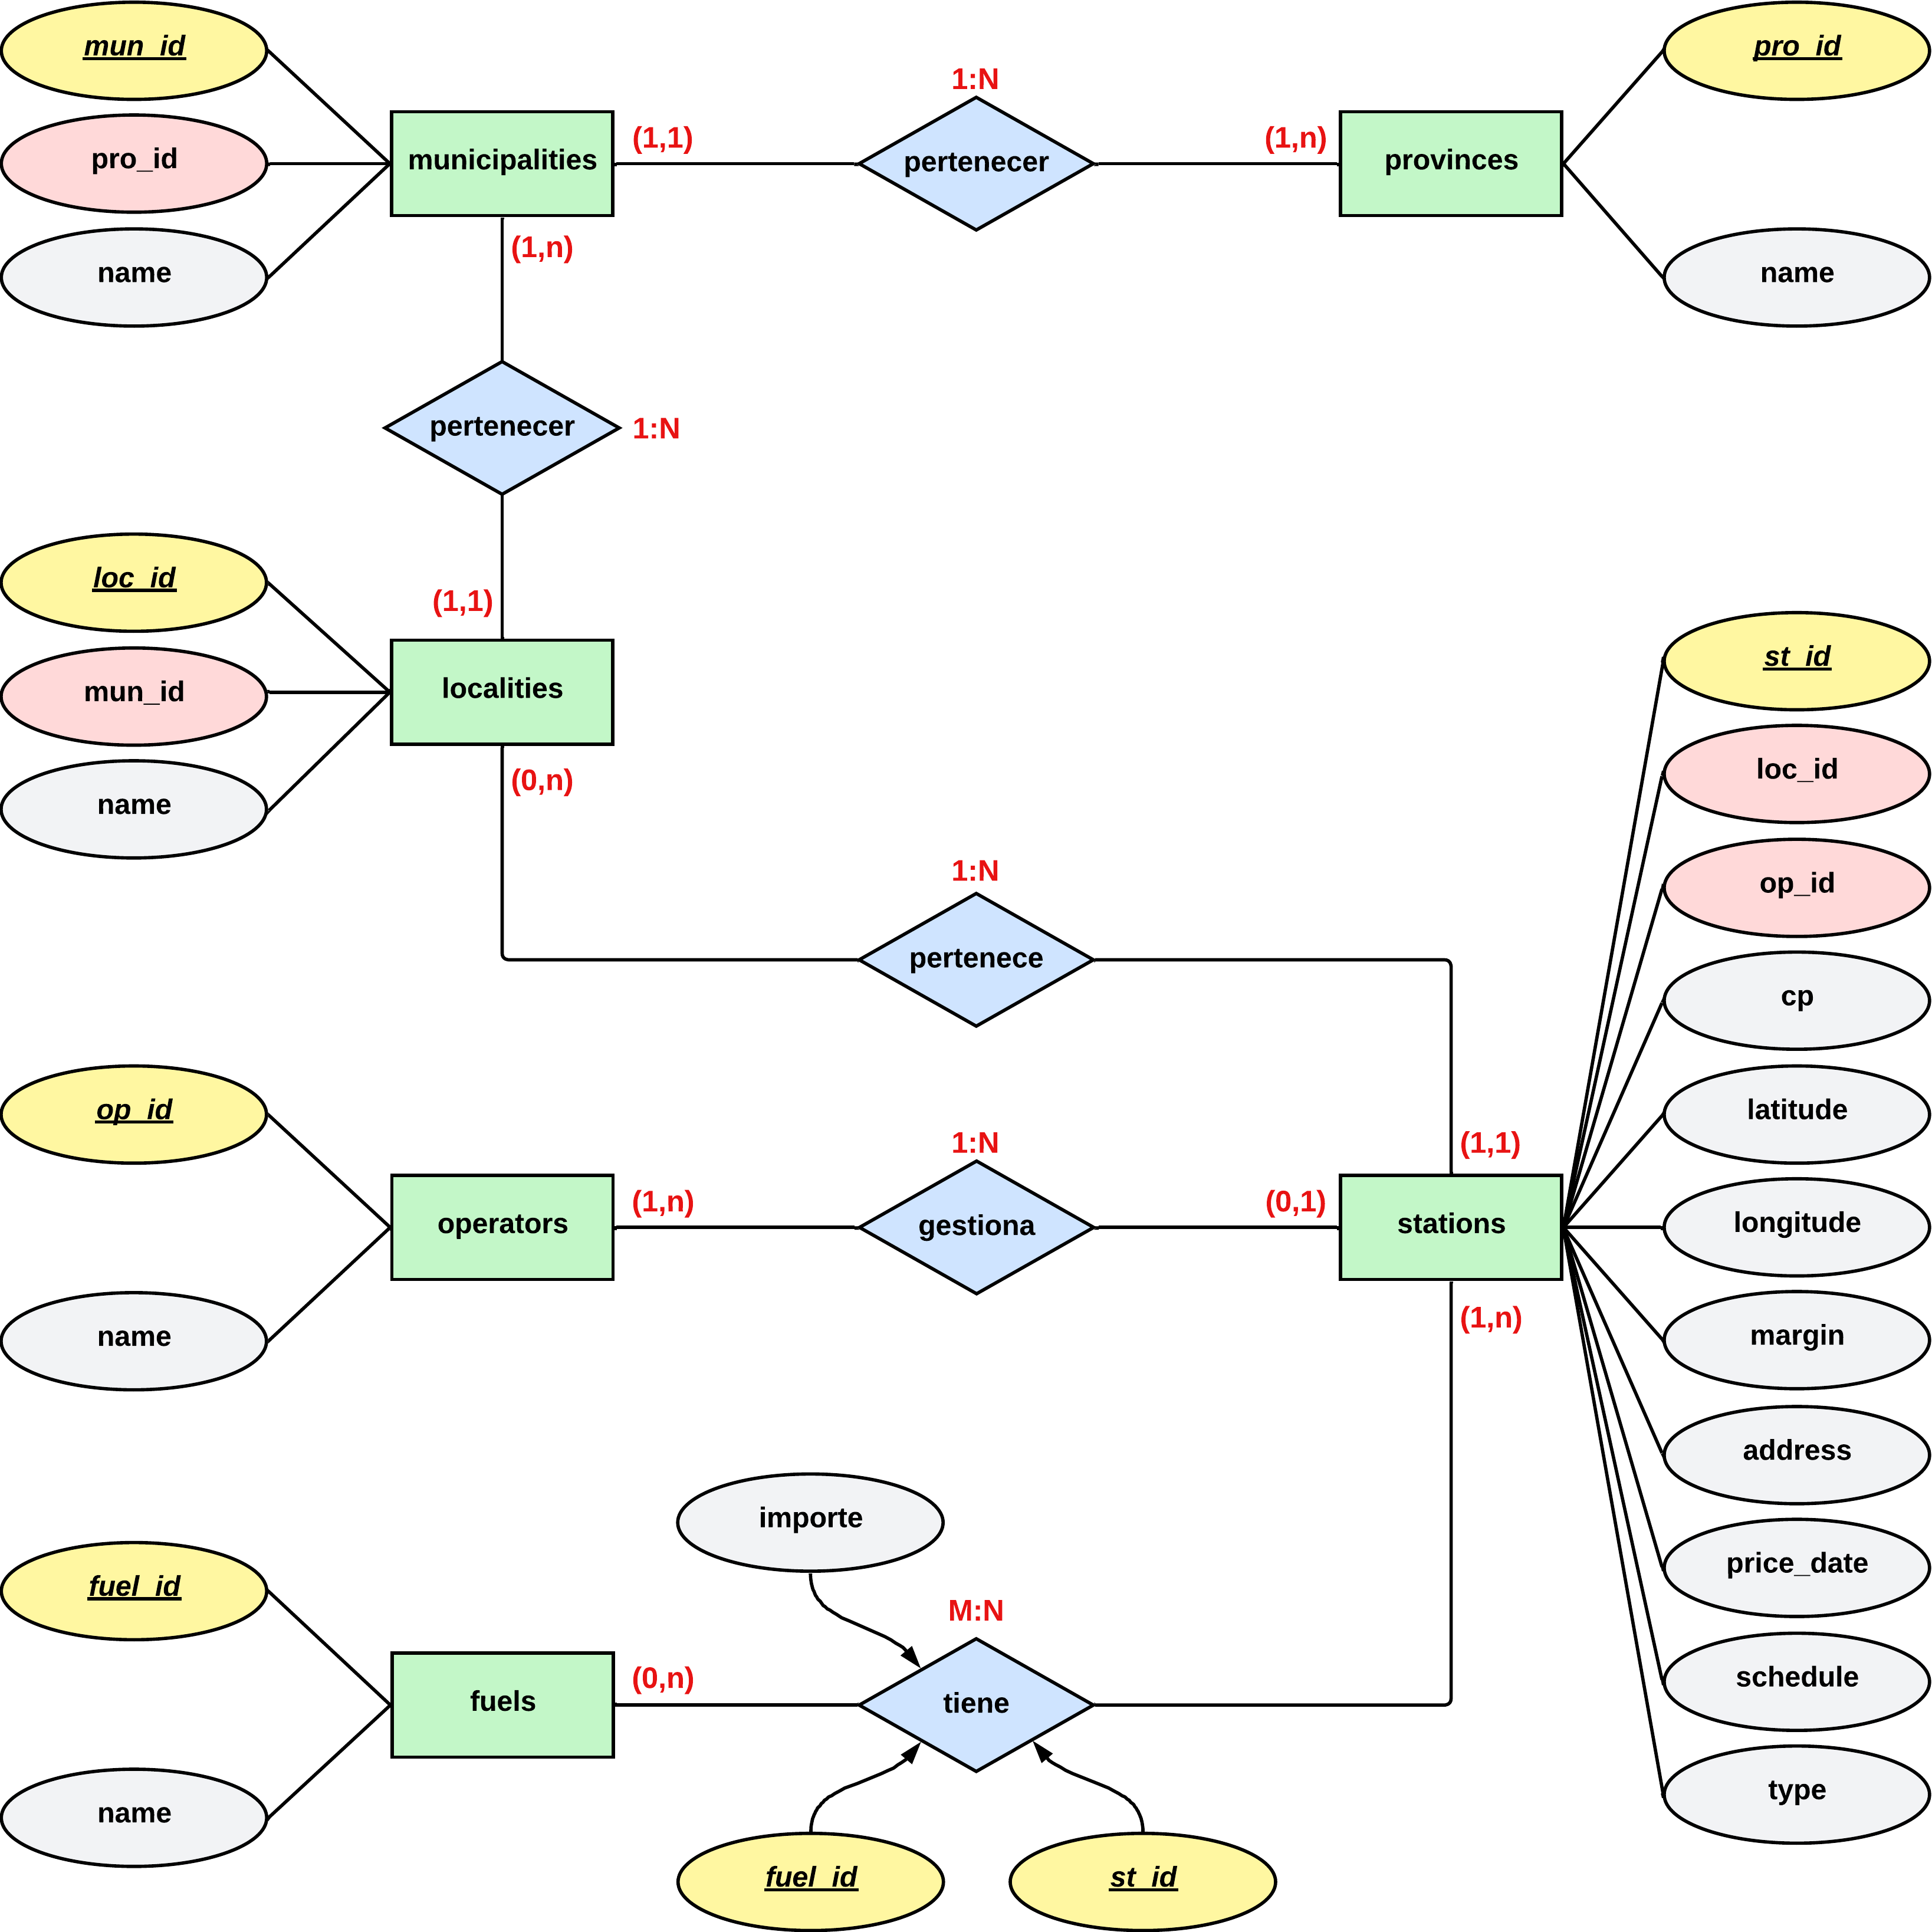 mun_id
pro_id
name
municipalities
(1,1)
1:N
pertenecer
(1,n)
provinces
pro_id
name
(1,n)
pertenecer
1:N
(1,1)
loc_id
mun_id
name
localities
(0,n)
1:N
pertenece
(1,1)
op_id
name
operators
(1,n)
1:N
gestiona
(0,1)
stations
(1,n)
st_id
loc_id
op_id
cp
latitude
longitude
margin
address
price_date
schedule
type
fuel_id
name
fuels
(0,n)
importe
M:N
tiene
fuel_id
st_id